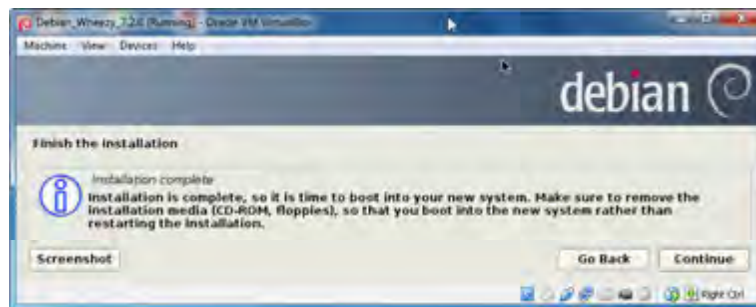 Debian_Wheezy_7.2.0 [Running] - Oracle VM VirtualBox
Machine View Devices Help
debian
Finish the installation
Installation complete
Installation is complete, so it is time to boot into your new system. Make sure to remove the
installation media (CD-ROM, floppies), so that you boot into the new system rather than
restarting the installation.
Screenshot
Go Back Continue
Right Ctrl